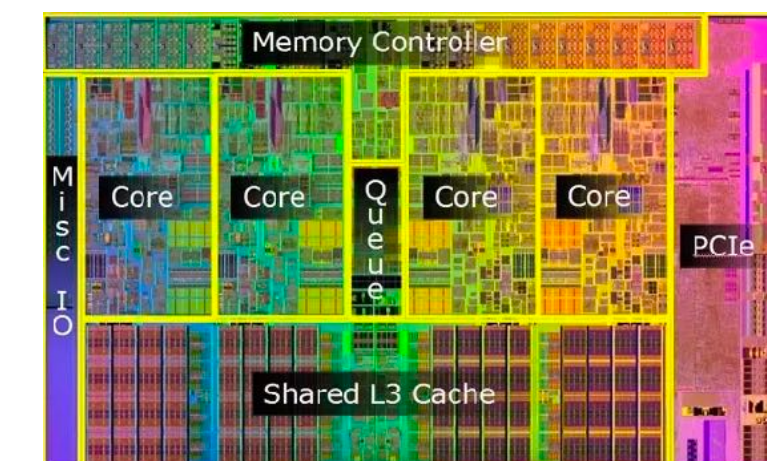 Memory Controller
Misc IO
Core
Core
Queue
Core
Core
PCIe
Shared L3 Cache